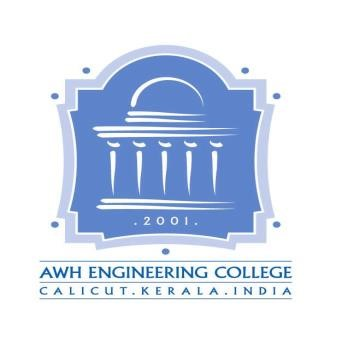 .2001.
AWH ENGINEERING COLLEGE
CALICUT.KERALA.INDIA